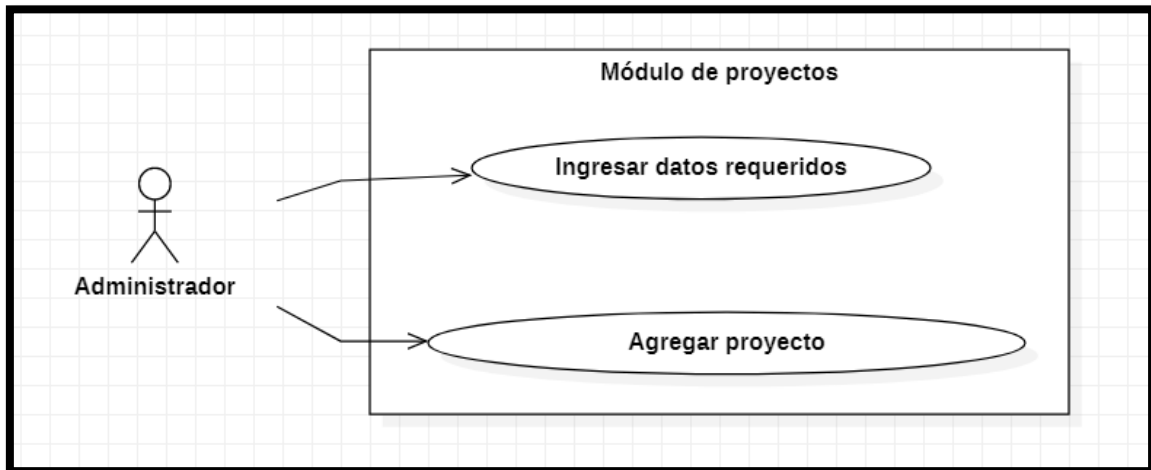 Módulo de proyectos
Ingresar datos requeridos
Administrador
Agregar proyecto